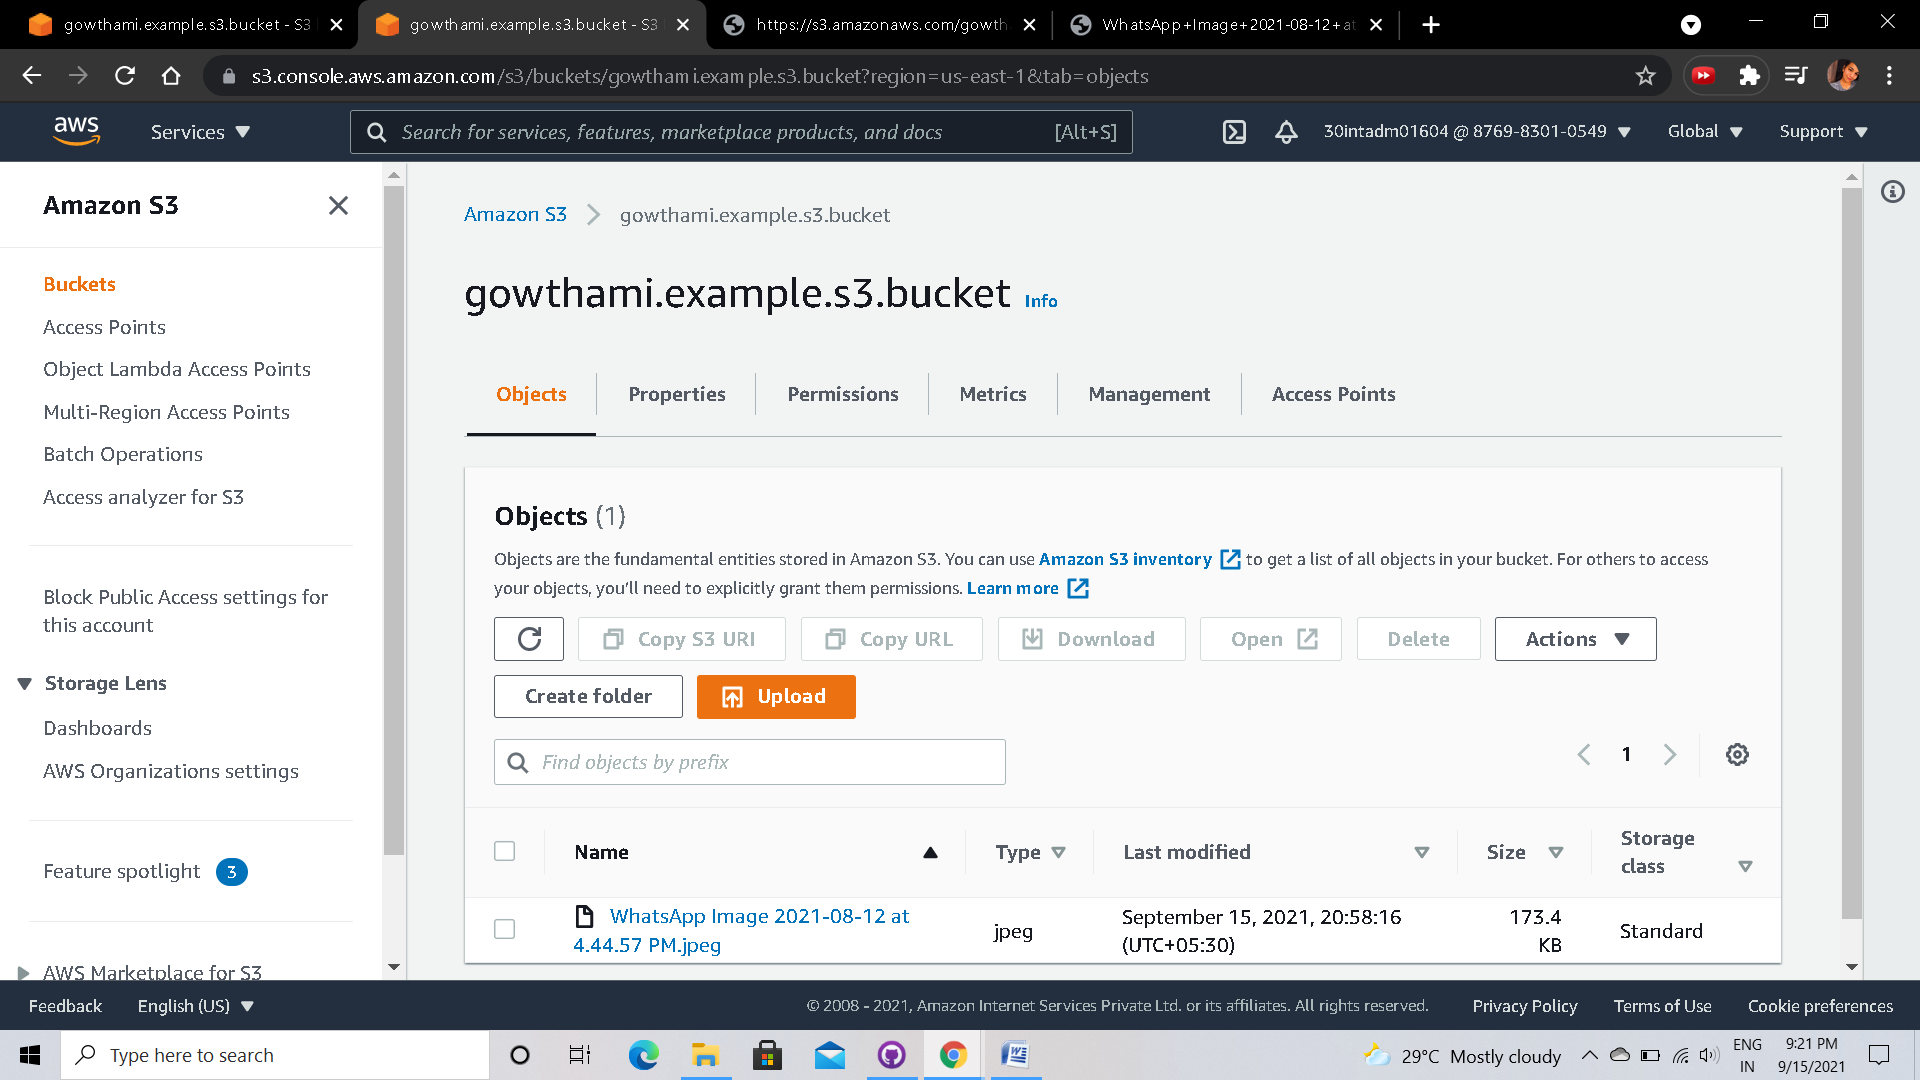 gowthami.example.s3.bucket - S3
gowthami.example.s3.bucket - S3
https://s3.amazonaws.com/gowth
WhatsApp+Image+2021-08-12+at
s3.console.aws.amazon.com/s3/buckets/gowthami.example.s3.bucket?region=us-east-1&tab=objects
aws
Services
Search for services, features, marketplace products, and docs
[Alt+S]
30intadm01604 @ 8769-8301-0549
Global
Support
Amazon S3
Buckets
Access Points
Object Lambda Access Points
Multi-Region Access Points
Batch Operations
Access analyzer for S3
Block Public Access settings for
this account
Storage Lens
Dashboards
AWS Organizations settings
Feature spotlight 3
AWS Marketplace for S3
Amazon S3 > gowthami.example.s3.bucket
gowthami.example.s3.bucket Info
Objects
Properties
Permissions
Metrics
Management
Access Points
Objects (1)
Objects are the fundamental entities stored in Amazon S3. You can use Amazon S3 inventory to get a list of all objects in your bucket. For others to access
your objects, you'll need to explicitly grant them permissions. Learn more
Copy S3 URI
Copy URL
Download
Open
Delete
Actions
Create folder
Upload
Find objects by prefix
1
Name
Type
Last modified
Size
Storage
class
WhatsApp Image 2021-08-12 at
4.44.57 PM.jpeg
jpeg
September 15, 2021, 20:58:16
(UTC+05:30)
173.4
KB
Standard
Feedback
English (US)
© 2008 - 2021, Amazon Internet Services Private Ltd. or its affiliates. All rights reserved.
Privacy Policy
Terms of Use
Cookie preferences
Type here to search
29°C Mostly cloudy
ENG
IN
9:21 PM
9/15/2021